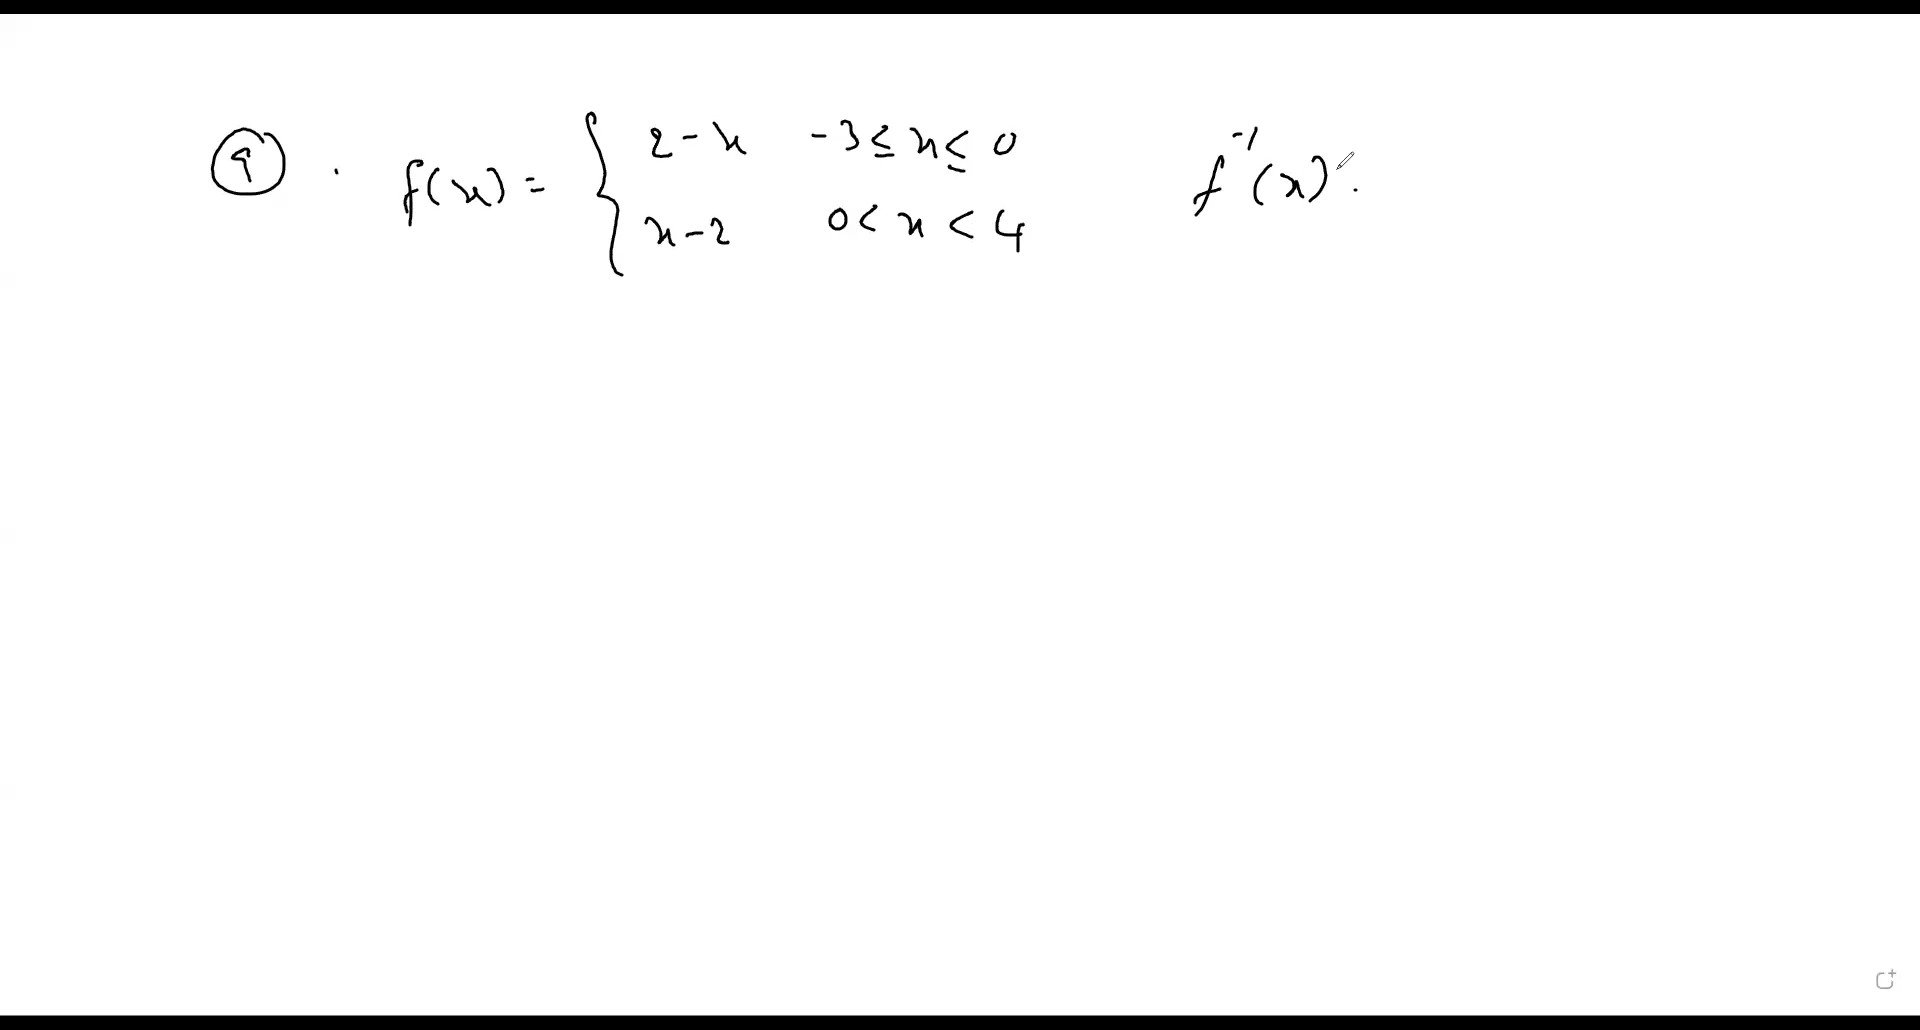 9 . f(x) = { 2 - x -3 ≤ x ≤ 0
x - 2 0 < x < 4 f⁻¹(x) :